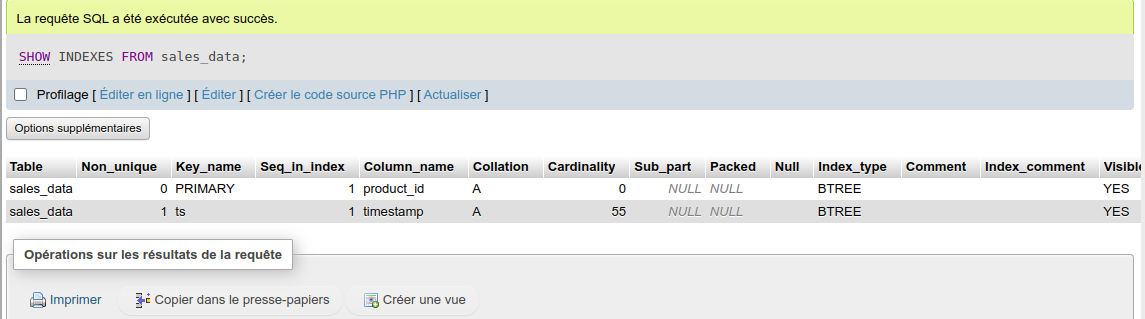 La requête SQL a été exécutée avec succès.
SHOW INDEXES FROM sales_data;
Profilage [ Éditer en ligne ] [ Éditer ] [ Créer le code source PHP ] [ Actualiser ]
Options supplémentaires
Table Non_unique Key_name Seq_in_index Column_name Collation Cardinality Sub_part Packed Null Index_type Comment Index_comment Visible
sales_data 0 PRIMARY 1 product_id A 0 NULL NULL BTREE YES
sales_data 1 ts 1 timestamp A 55 NULL NULL BTREE YES
Opérations sur les résultats de la requête
Imprimer Copier dans le presse-papiers Créer une vue